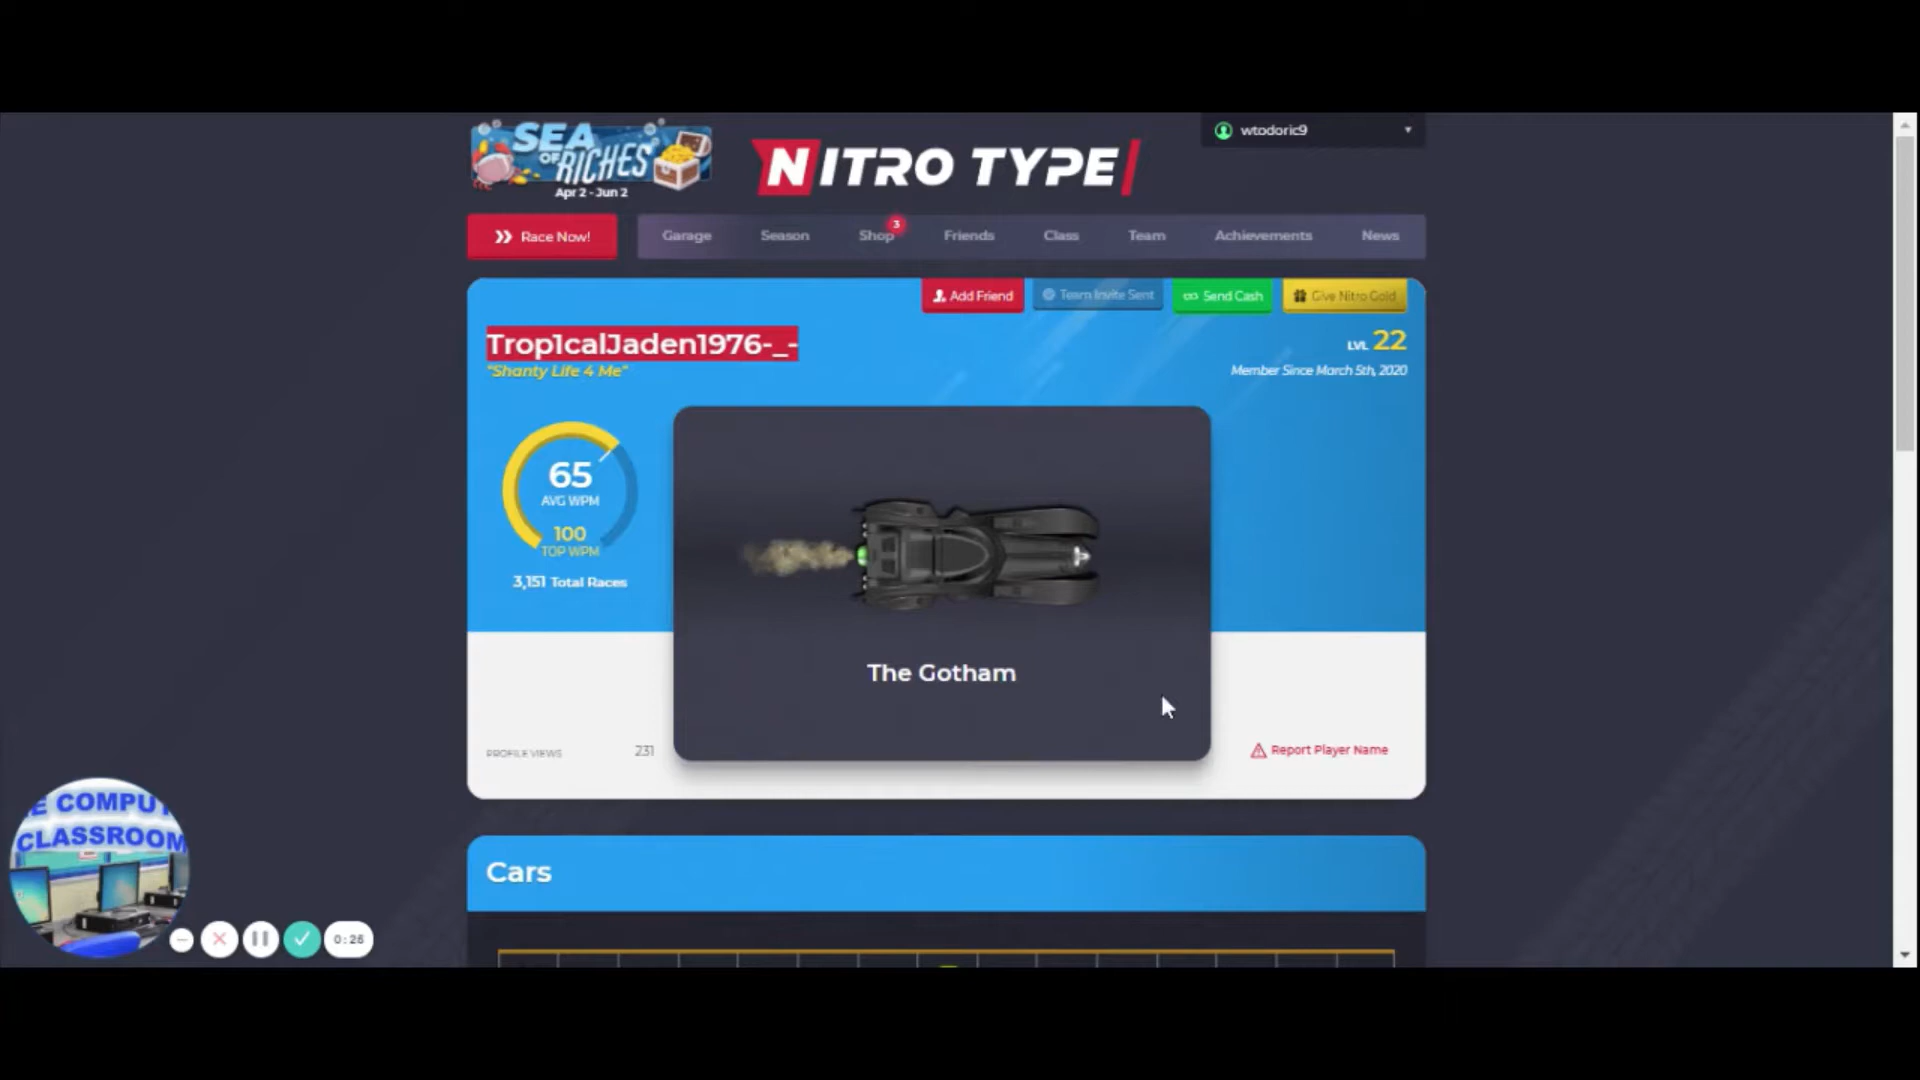 SEA
OF RICHES
Apr 2 - Jun 2
NITRO TYPE
wtodoric9
Race Now!
Garage
Season
Shop
3
Friends
Class
Team
Achievements
News
Add Friend
Team Invite Sent
Send Cash
Give Nitro Gold
Trop1calJaden1976-_-
"Shanty Life 4 Me"
LVL 22
Member Since March 5th, 2020
65
AVG WPM
100
TOP WPM
3,151 Total Races
The Gotham
PROFILE VIEWS 231
Report Player Name
E COMPUT
CLASSROOM
0:26
Cars